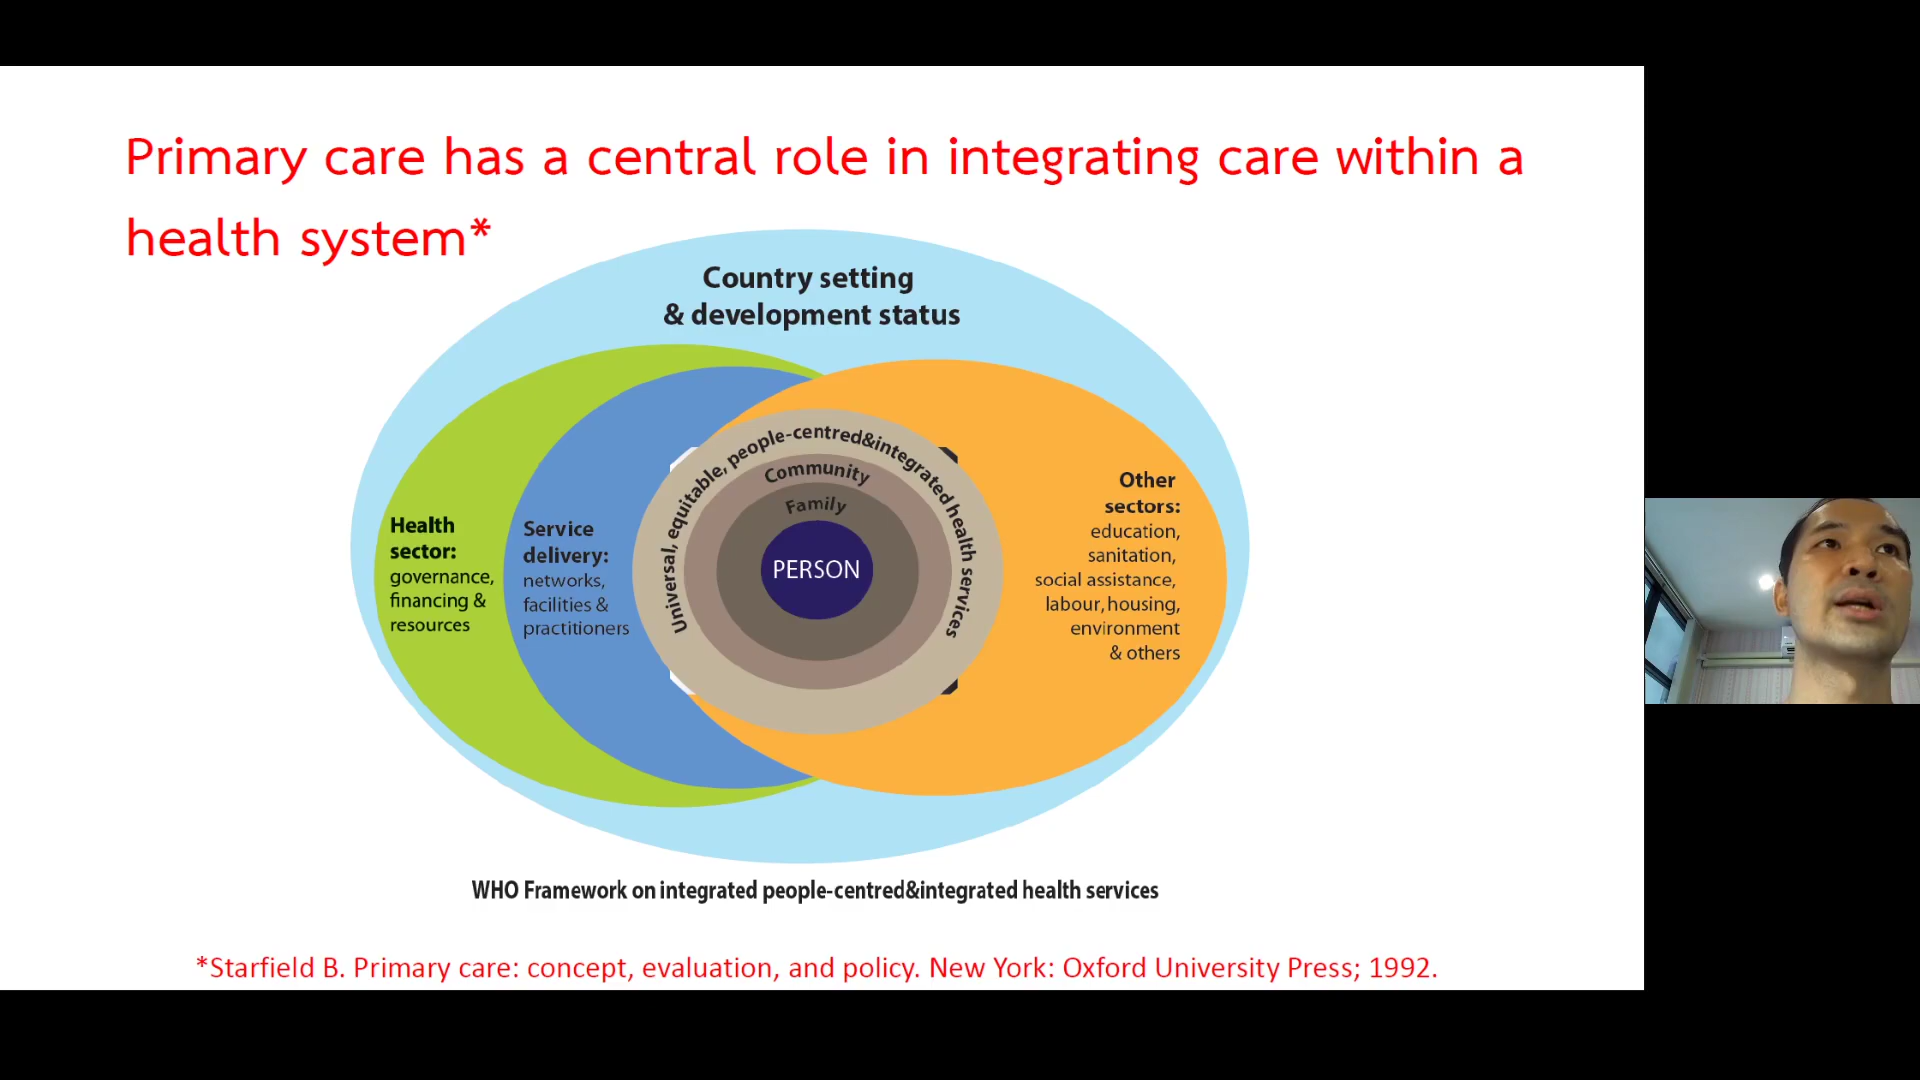 Primary care has a central role in integrating care within a
health system*
Country setting
& development status
Universal, equitable, people-centred&integrated health services
Community
Family
PERSON
Health
sector:
governance,
financing &
resources
Service
delivery:
networks,
facilities &
practitioners
Other
sectors:
education,
sanitation,
social assistance,
labour, housing,
environment
& others
WHO Framework on integrated people-centred&integrated health services
*Starfield B. Primary care: concept, evaluation, and policy. New York: Oxford University Press; 1992.